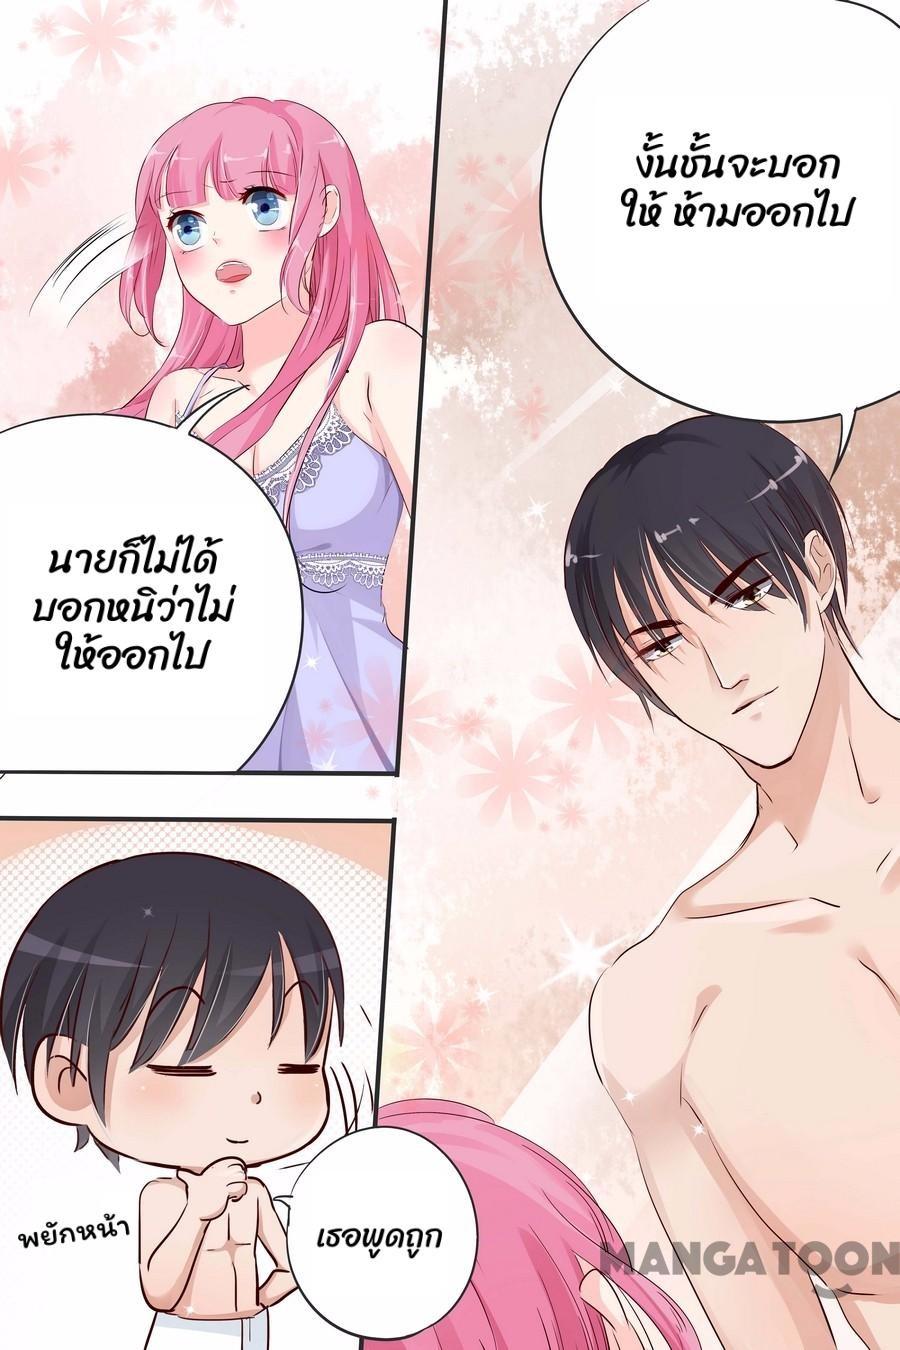 นายก็ไม่ได้
บอกหนิว่าไม่
ให้ออกไป
พยักหน้า
เธอพูดถูก
งั้นชั้นจะบอก
ให้ ห้ามออกไป
MANGATOON